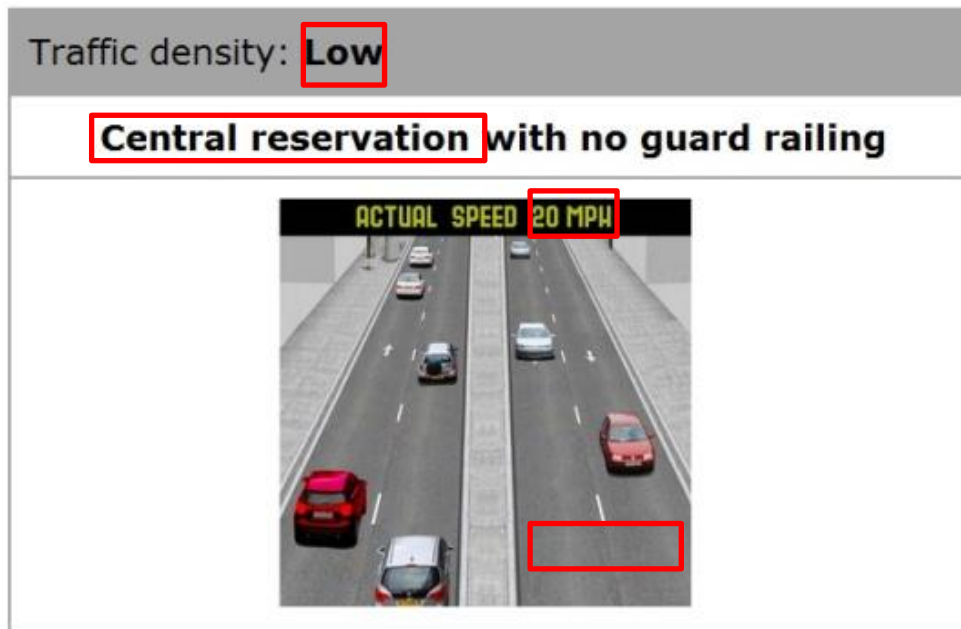 Traffic density: Low
Central reservation with no guard railing
ACTUAL SPEED 20 MPH